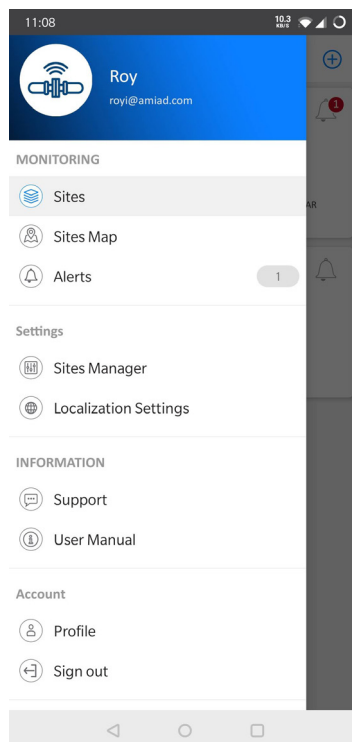 11:08
10.3
KB/S
Roy
royi@amiad.com
1
MONITORING
Sites
AR
Sites Map
Alerts
1
Settings
Sites Manager
Localization Settings
INFORMATION
Support
User Manual
Account
Profile
Sign out